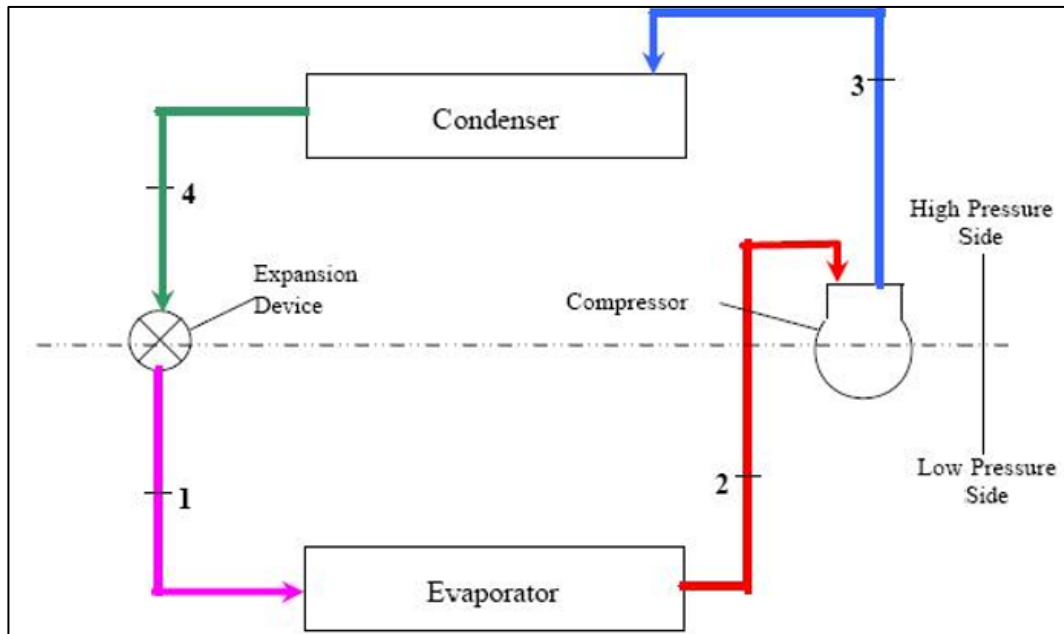 3
Condenser
4
High Pressure
Side
Expansion
Device
Compressor
Low Pressure
Side
2
1
Evaporator